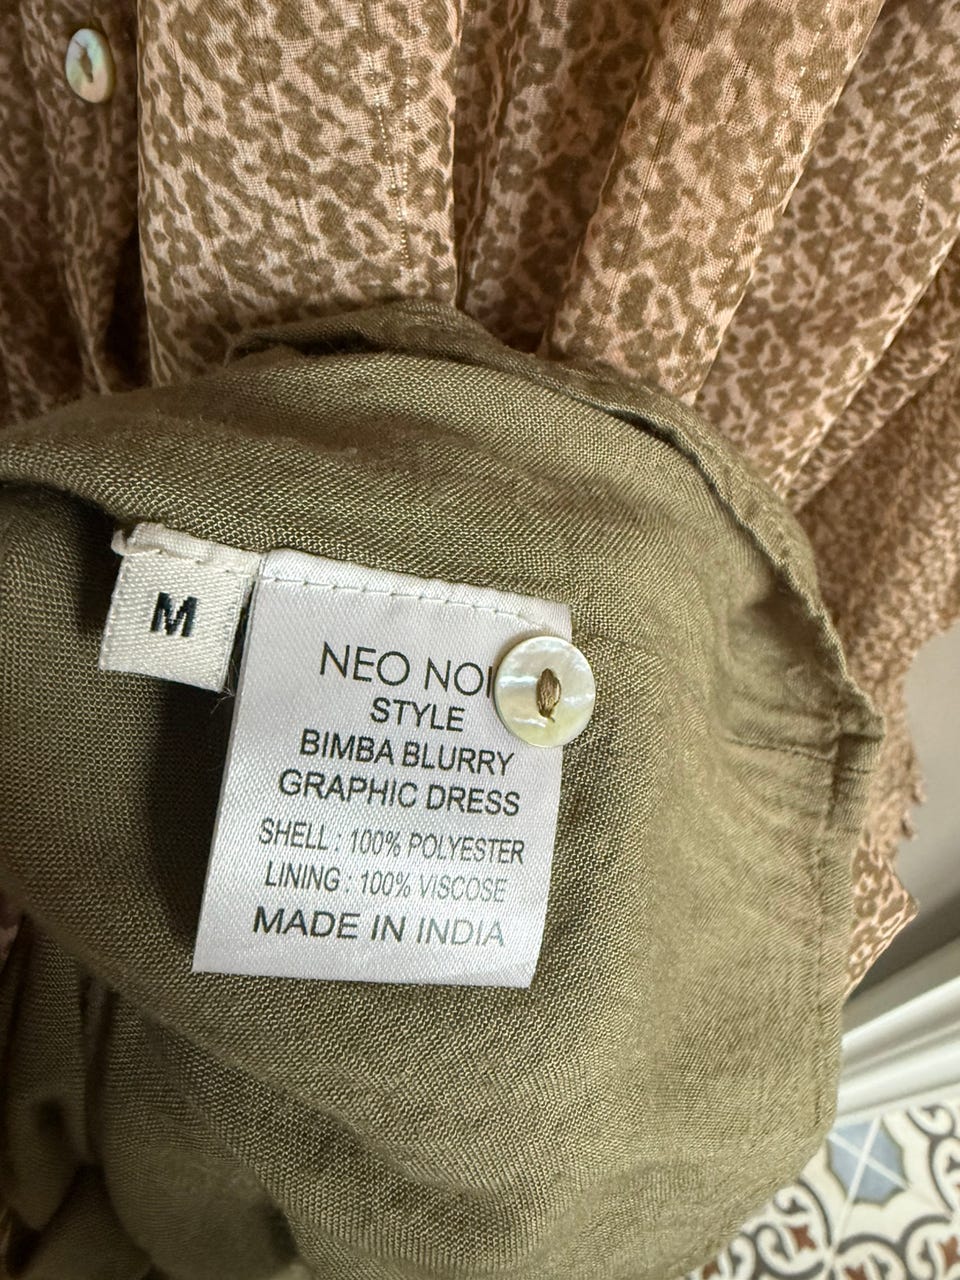 M
NEO NOI
STYLE
BIMBA BLURRY
GRAPHIC DRESS
SHELL : 100% POLYESTER
LINING : 100% VISCOSE
MADE IN INDIA